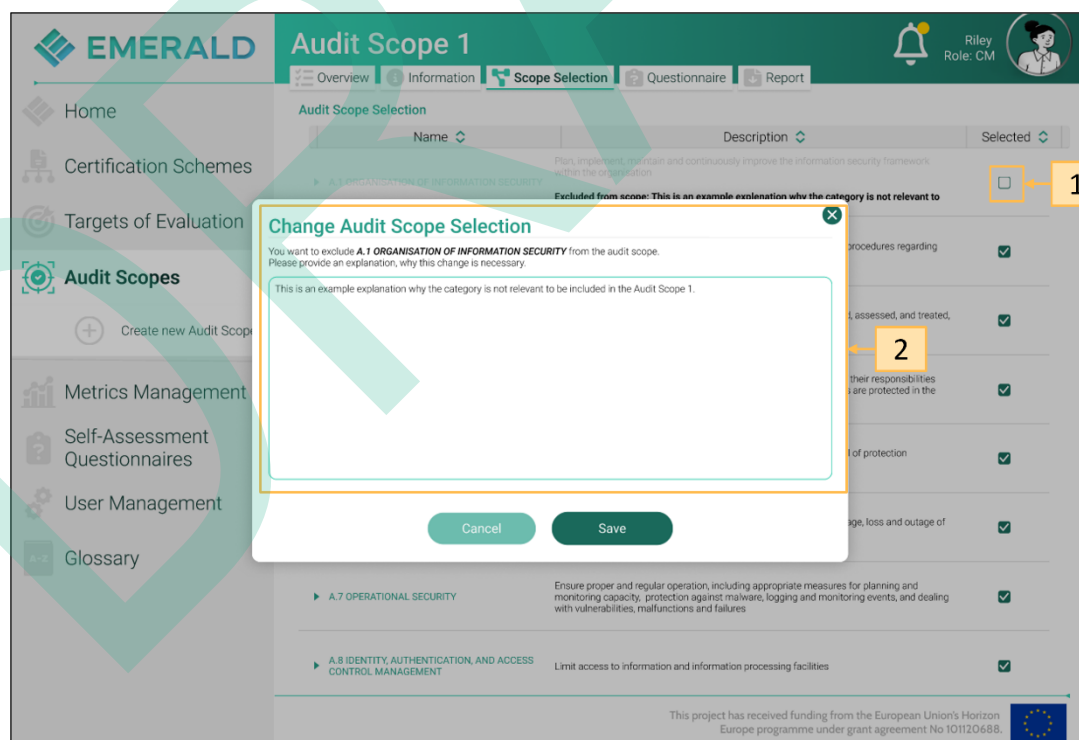 EMERALD
Audit Scope 1
Riley
Role: CM
Overview
Information
Scope Selection
Questionnaire
Report
Home
Certification Schemes
Targets of Evaluation
Audit Scopes
Create new Audit Scope
Metrics Management
Self-Assessment
Questionnaires
User Management
Glossary
Audit Scope Selection
Name
Description
Selected
A.1 ORGANISATION OF INFORMATION SECURITY
Plan, implement, maintain and continuously improve the information security framework
within the organisation
Excluded from scope: This is an example explanation why the category is not relevant to
1
procedures regarding
assessed, and treated,
their responsibilities
are protected in the
of protection
loss and outage of
Change Audit Scope Selection
You want to exclude A.1 ORGANISATION OF INFORMATION SECURITY from the audit scope.
Please provide an explanation, why this change is necessary.
This is an example explanation why the category is not relevant to be included in the Audit Scope 1.
2
Cancel
Save
A.7 OPERATIONAL SECURITY
Ensure proper and regular operation, including appropriate measures for planning and
monitoring capacity, protection against malware, logging and monitoring events, and dealing
with vulnerabilities, malfunctions and failures
A.8 IDENTITY, AUTHENTICATION, AND ACCESS
CONTROL MANAGEMENT
Limit access to information and information processing facilities
This project has received funding from the European Union's Horizon
Europe programme under grant agreement No 101120688.